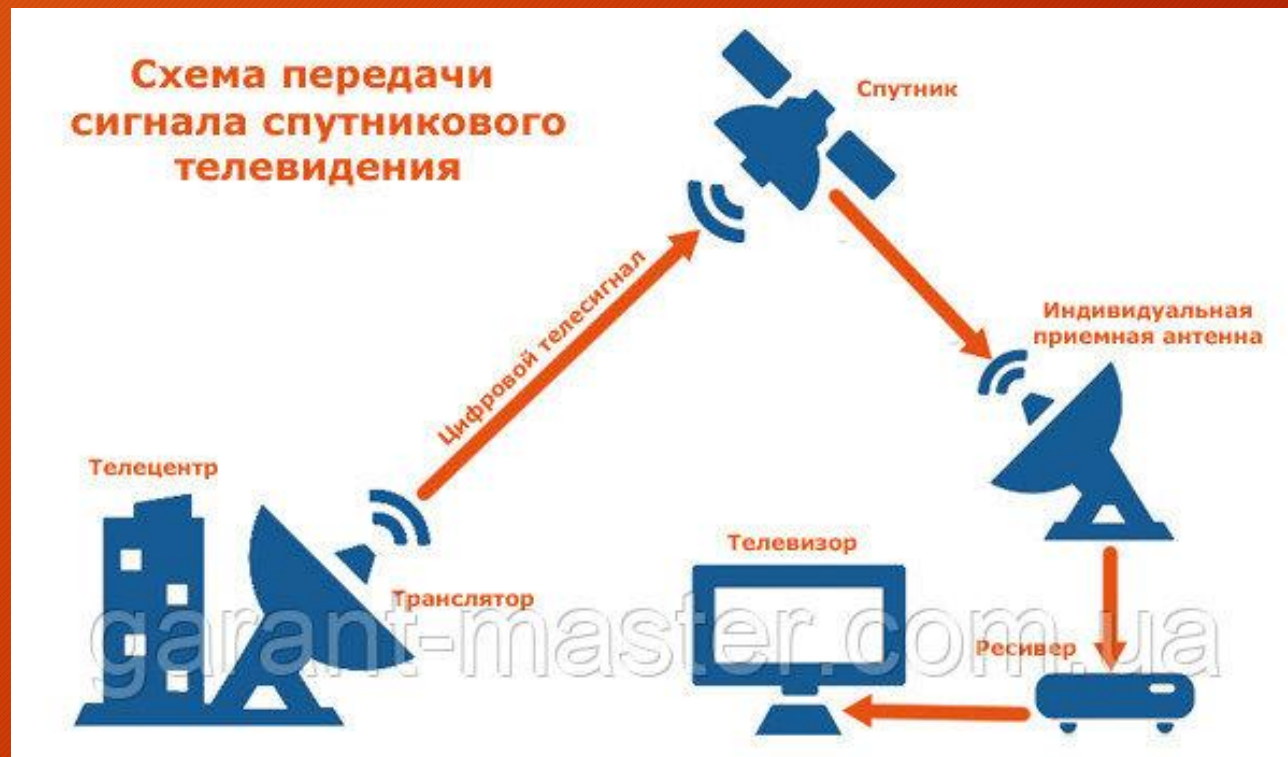 Схема передачи
сигнала спутникового
телевидения
Спутник
Цифровой телесигнал
Индивидуальная
приемная антенна
Телецентр
Транслятор
Телевизор
Ресивер
garant-master.com.ua